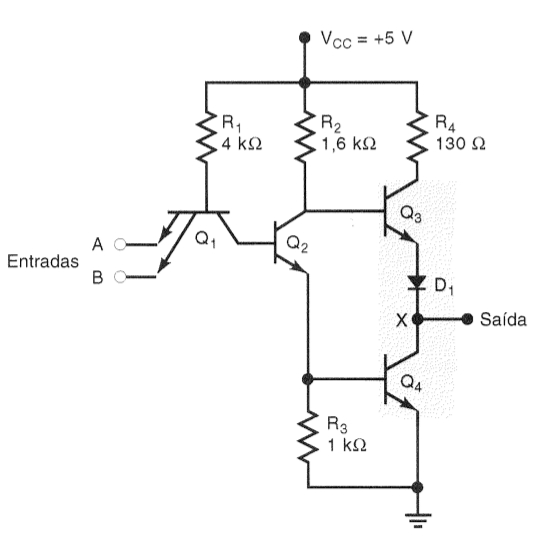 V_CC = +5 V
R₁
4 kΩ
R₂
1,6 kΩ
R₄
130 Ω
Q₃
A
Q₁
Q₂
Entradas
B
D₁
X
Saída
Q₄
R₃
1 kΩ